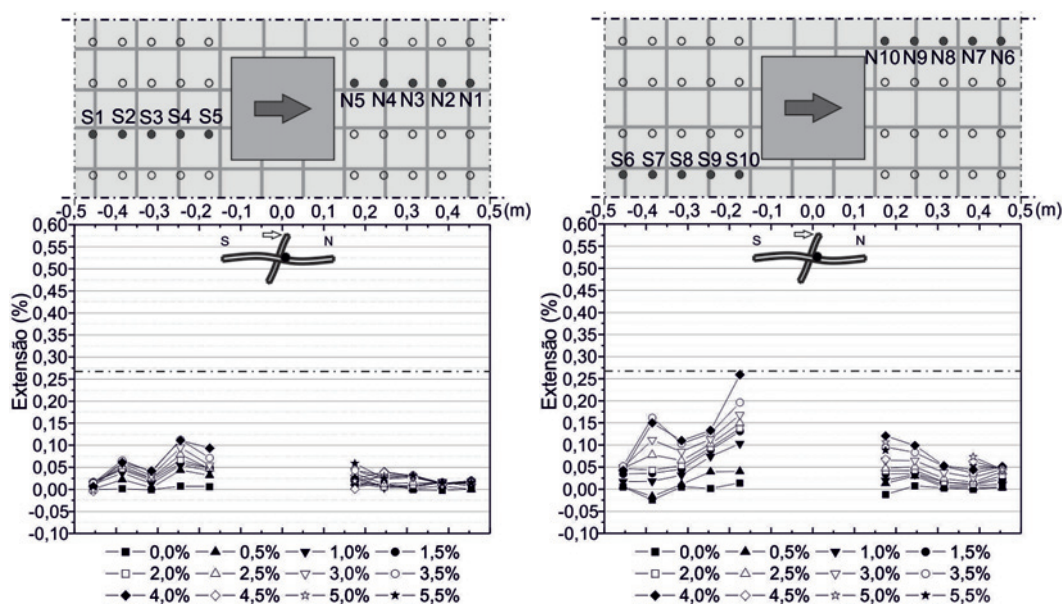 S1 S2 S3 S4 S5
N5 N4 N3 N2 N1
-0,5 -0,4 -0,3 -0,2 -0,1 0,0 0,1 0,2 0,3 0,4 0,5 (m)
S N
0,60
0,55
0,50
0,45
0,40
0,35
0,30
0,25
0,20
0,15
0,10
0,05
0,00
-0,05
-0,10
Extensão (%)
0,0% 0,5% 1,0% 1,5%
2,0% 2,5% 3,0% 3,5%
4,0% 4,5% 5,0% 5,5%
N10 N9 N8 N7 N6
S6 S7 S8 S9 S10
-0,5 -0,4 -0,3 -0,2 -0,1 0,0 0,1 0,2 0,3 0,4 0,5 (m)
S N
0,60
0,55
0,50
0,45
0,40
0,35
0,30
0,25
0,20
0,15
0,10
0,05
0,00
-0,05
-0,10
Extensão (%)
0,0% 0,5% 1,0% 1,5%
2,0% 2,5% 3,0% 3,5%
4,0% 4,5% 5,0% 5,5%